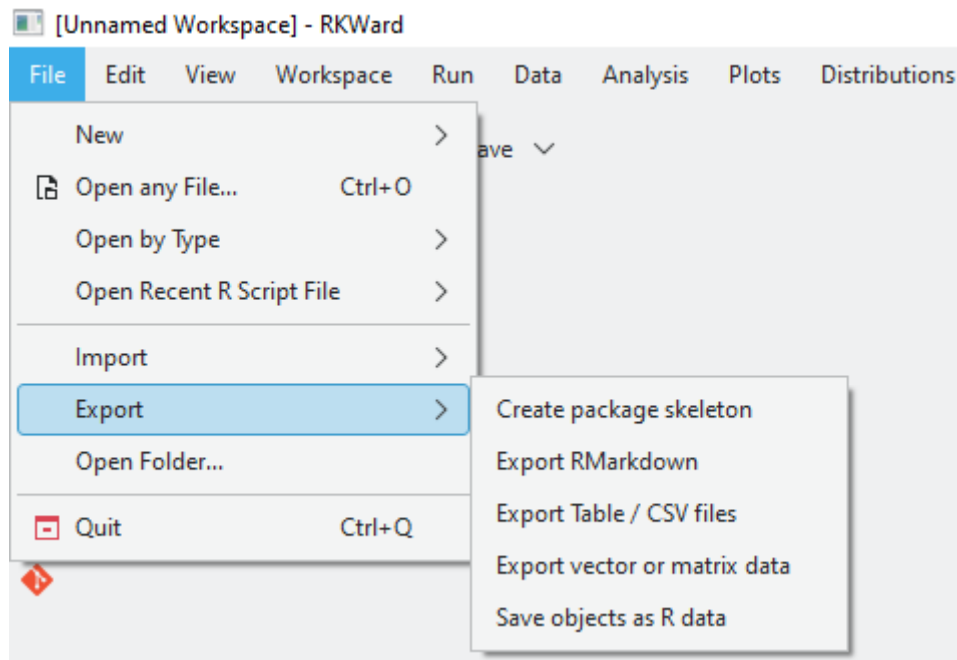 [Unnamed Workspace] - RKWard
File Edit View Workspace Run Data Analysis Plots Distributions
New
ave
Open any File... Ctrl+O
Open by Type
Open Recent R Script File
Import
Export
Create package skeleton
Open Folder...
Export RMarkdown
Export Table / CSV files
Quit Ctrl+Q
Export vector or matrix data
Save objects as R data